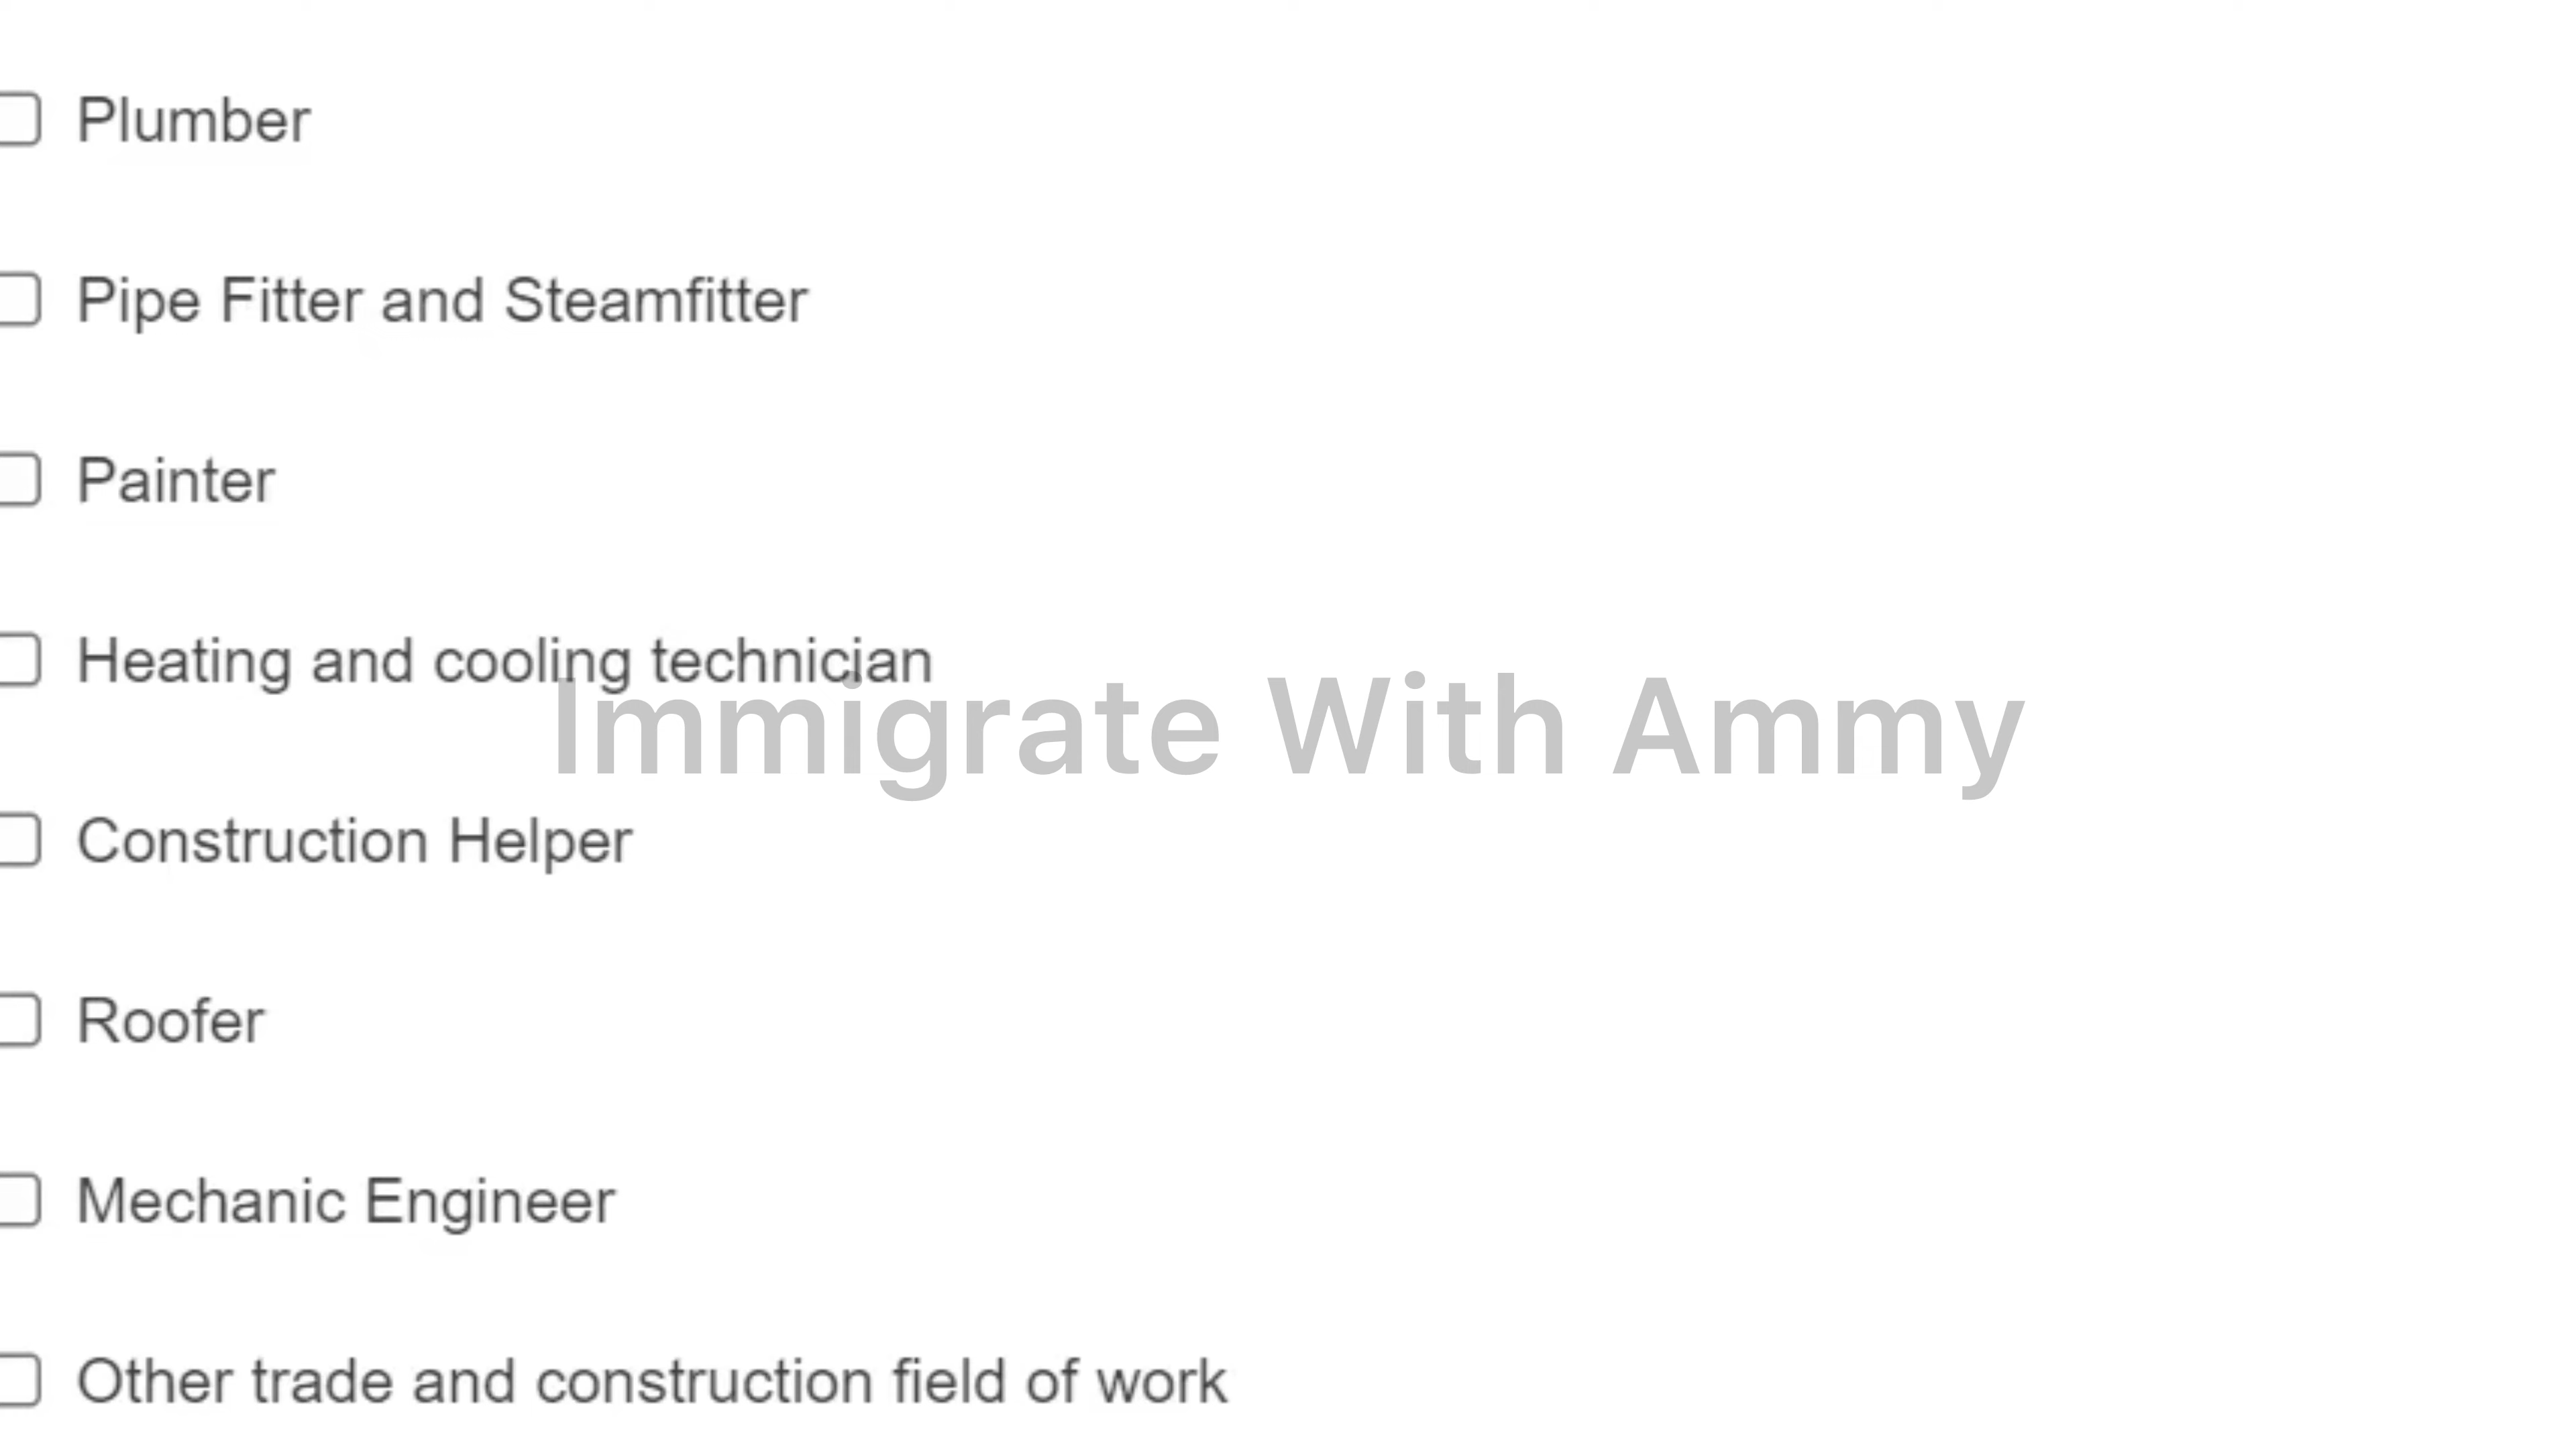 Plumber
Pipe Fitter and Steamfitter
Painter
Heating and cooling technician
Immigrate With Ammy
Construction Helper
Roofer
Mechanic Engineer
Other trade and construction field of work